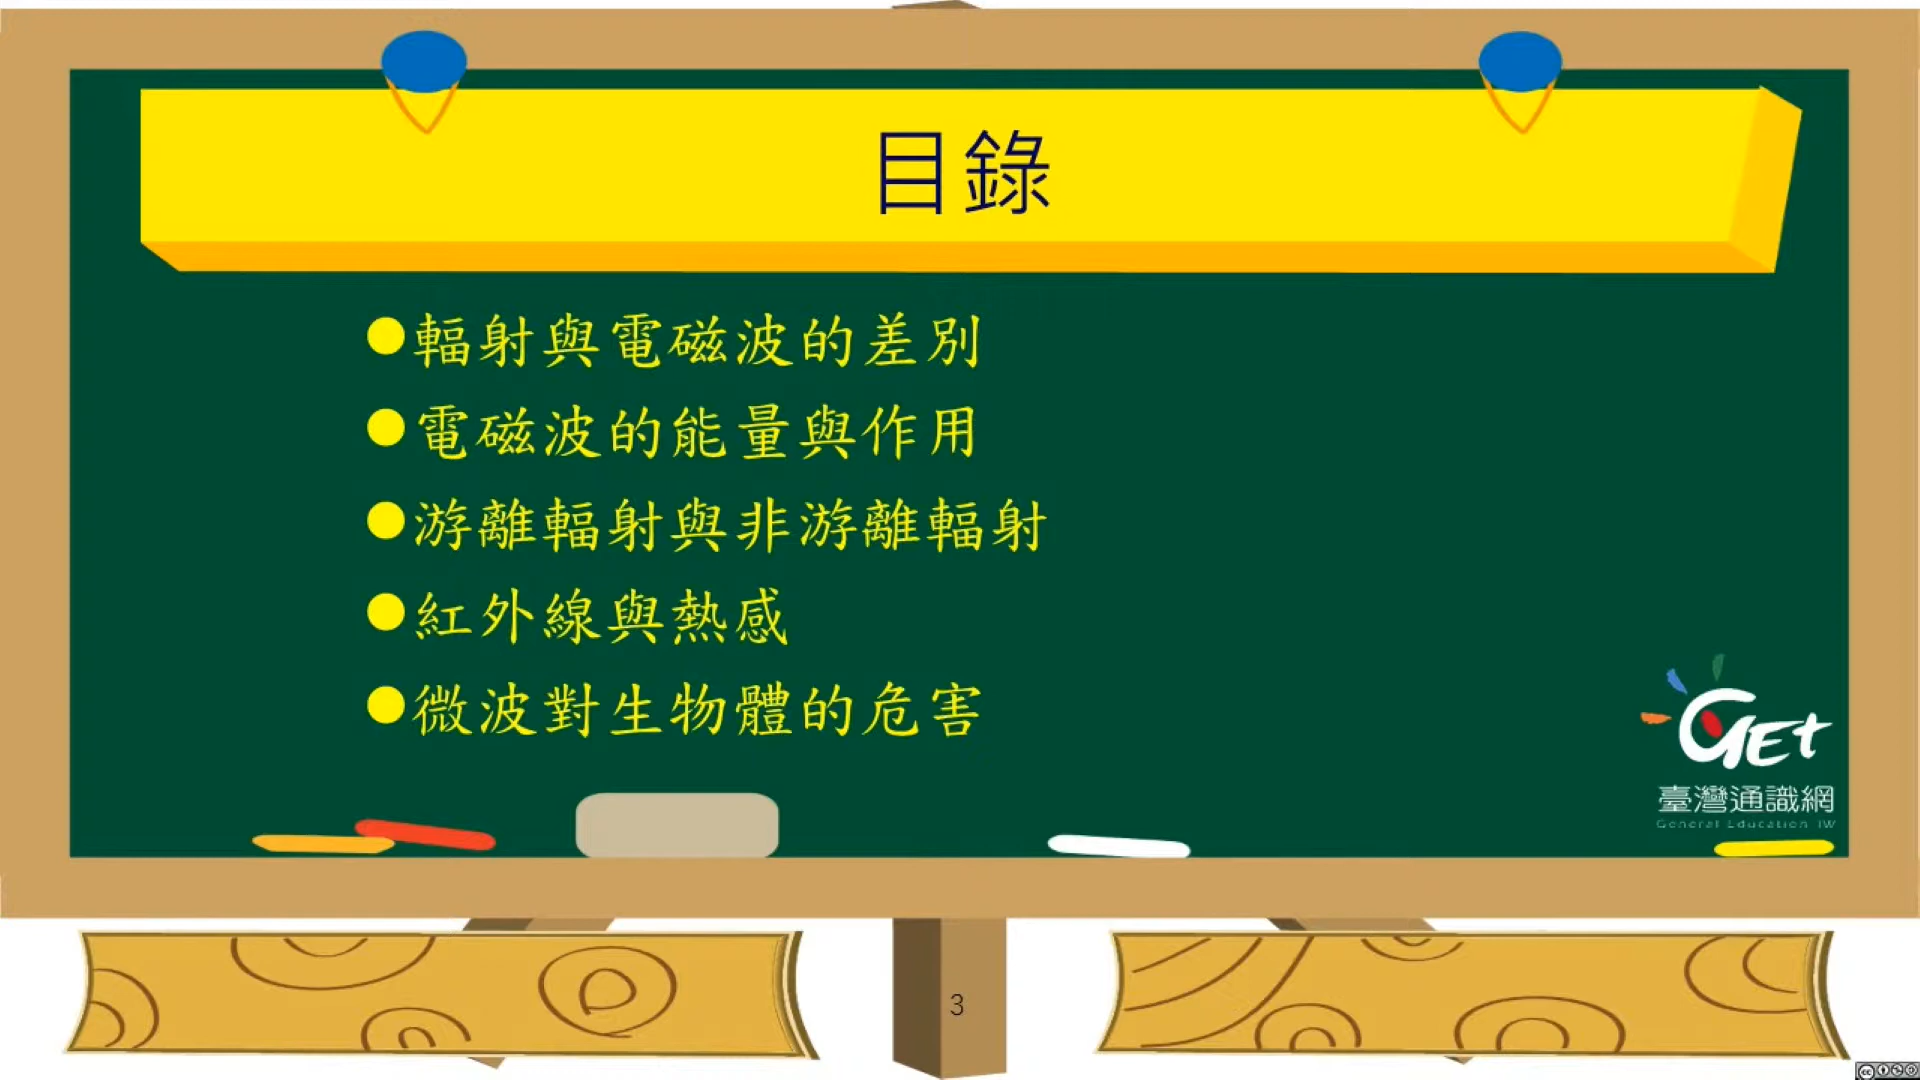 目錄
●輻射與電磁波的差別
●電磁波的能量與作用
●游離輻射與非游離輻射
●紅外線與熱感
●微波對生物體的危害
GET
臺灣通識網
General Education TW
3
cc